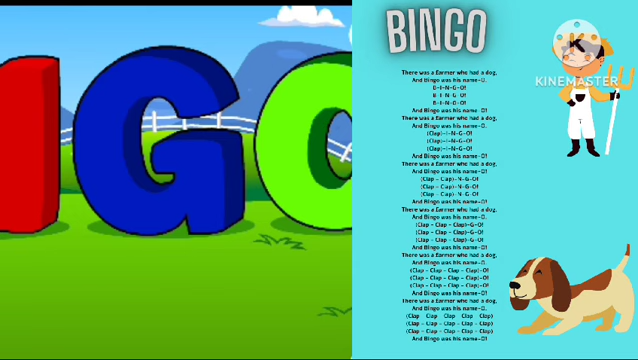 IGO
BINGO
KINEMASTER
There was a Farmer who had a dog,
And Bingo was his name-O.
B-I-N-G-O!
B-I-N-G-O!
B-I-N-G-O!
And Bingo was his name-O!
There was a Farmer who had a dog,
And Bingo was his name-O.
(Clap)-I-N-G-O!
(Clap)-I-N-G-O!
(Clap)-I-N-G-O!
And Bingo was his name-O!
There was a Farmer who had a dog,
And Bingo was his name-O!
(Clap - Clap)-N-G-O!
(Clap - Clap)-N-G-O!
(Clap - Clap)-N-G-O!
And Bingo was his name-O!
There was a Farmer who had a dog,
And Bingo was his name-O.
(Clap - Clap - Clap)-G-O!
(Clap - Clap - Clap)-G-O!
(Clap - Clap - Clap)-G-O!
And Bingo was his name-O!
There was a Farmer who had a dog,
And Bingo was his name-O.
(Clap - Clap - Clap - Clap)-O!
(Clap - Clap - Clap - Clap)-O!
(Clap - Clap - Clap - Clap)-O!
And Bingo was his name-O!
There was a Farmer who had a dog,
And Bingo was his name-O.
(Clap - Clap - Clap - Clap - Clap)
(Clap - Clap - Clap - Clap - Clap)
(Clap - Clap - Clap - Clap - Clap)
And Bingo was his name-O!